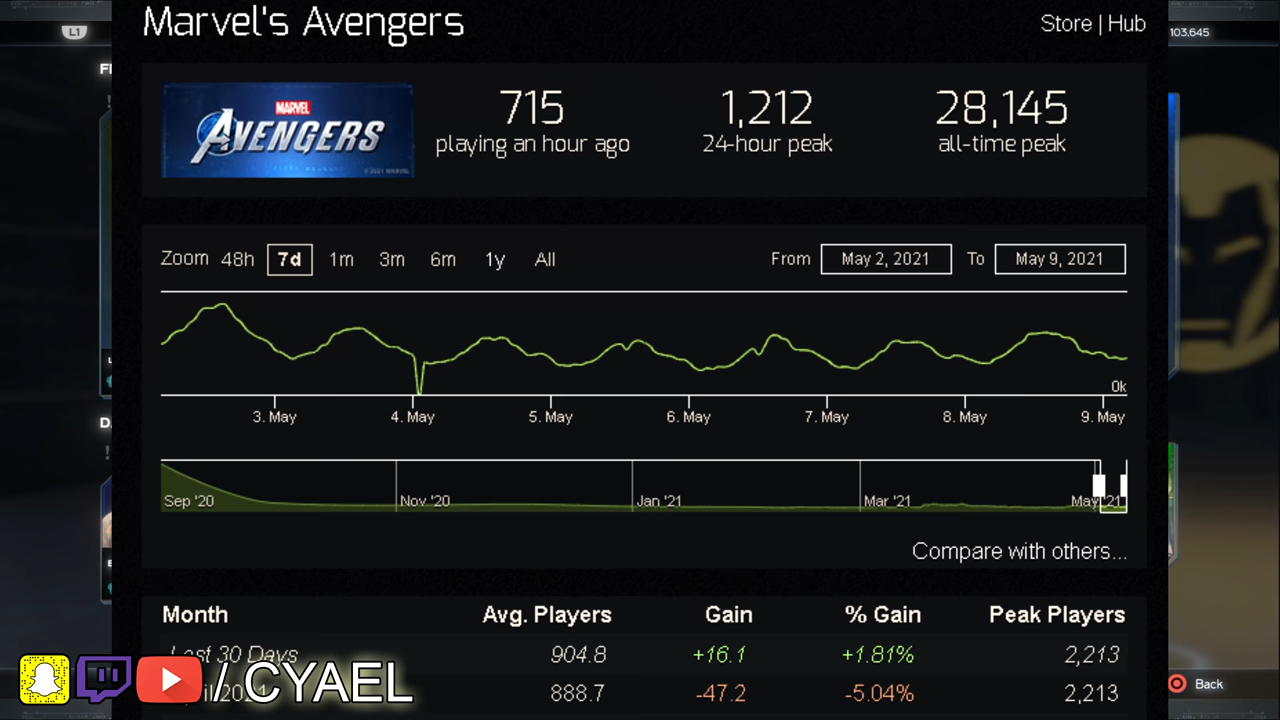 Marvel's Avengers
Store | Hub
L1
103,645
MARVEL
AVENGERS
715
playing an hour ago
1,212
24-hour peak
28,145
all-time peak
Zoom 48h 7d 1m 3m 6m 1y All
From May 2, 2021 To May 9, 2021
0k
3. May 4. May 5. May 6. May 7. May 8. May 9. May
Sep '20 Nov '20 Jan '21 Mar '21 May '21
Compare with others...
Month Avg. Players Gain % Gain Peak Players
Last 30 Days 904.8 +16.1 +1.81% 2,213
888.7 -47.2 -5.04% 2,213
/ CYAEL
Back